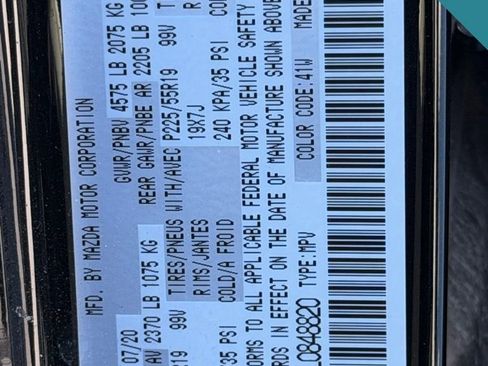 MFD. BY MAZDA MOTOR CORPORATION
07/20 GVWR/PNBV 4575 LB 2075 KG
AV 2370 LB 1075 KG REAR GAWR/PNBE AR 2205 LB 100
R19 99V TIRES/PNEUS WITH/AVEC P225/55R19 99V T
RIMS/JANTES 19X7J R
35 PSI COLD/A FROID 240 KPA/35 PSI C
ORMS TO ALL APPLICABLE FEDERAL MOTOR VEHICLE SAFETY
RDS IN EFFECT ON THE DATE OF MANUFACTURE SHOWN ABOVE
L0848820 TYPE:MPV COLOR CODE:41W MADE